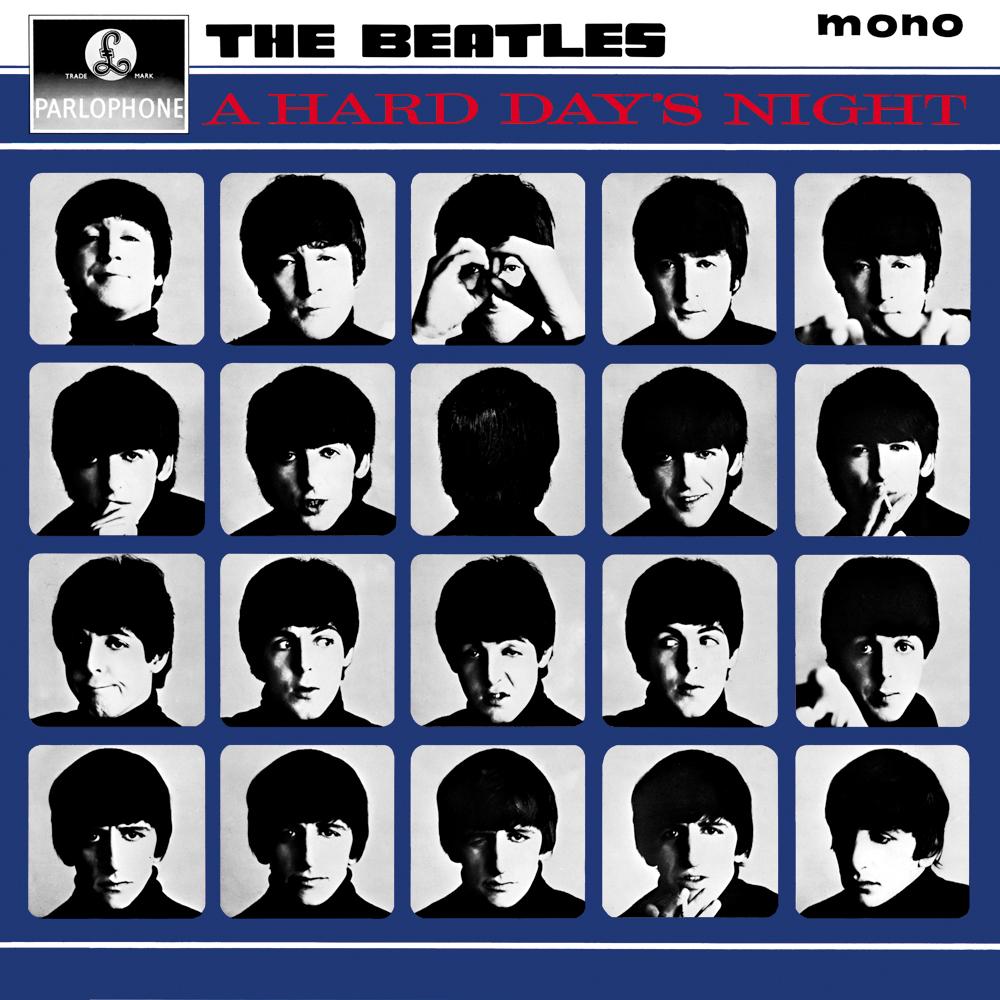 THE BEATLES
mono
£
TRADE MARK
PARLOPHONE
A HARD DAY'S NIGHT